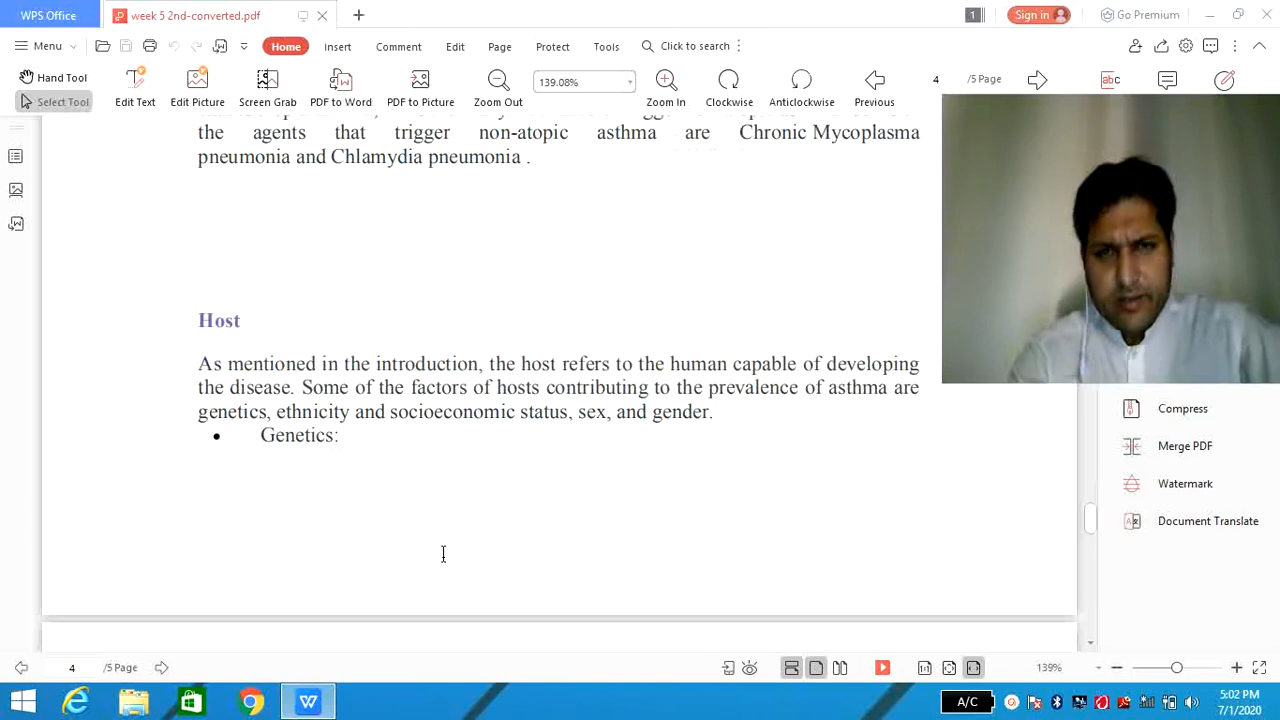 WPS Office
week 5 2nd-converted.pdf
1
Sign in
Go Premium
Menu
Home
Insert
Comment
Edit
Page
Protect
Tools
Click to search
Hand Tool
Select Tool
Edit Text
Edit Picture
Screen Grab
PDF to Word
PDF to Picture
Zoom Out
139.08%
Zoom In
Clockwise
Anticlockwise
Previous
4
/5 Page
abc
the agents that trigger non-atopic asthma are Chronic Mycoplasma
pneumonia and Chlamydia pneumonia .
Host
As mentioned in the introduction, the host refers to the human capable of developing
the disease. Some of the factors of hosts contributing to the prevalence of asthma are
genetics, ethnicity and socioeconomic status, sex, and gender.
• Genetics:
Compress
Merge PDF
Watermark
Document Translate
4
/5 Page
139%
A/C
5:02 PM
7/1/2020